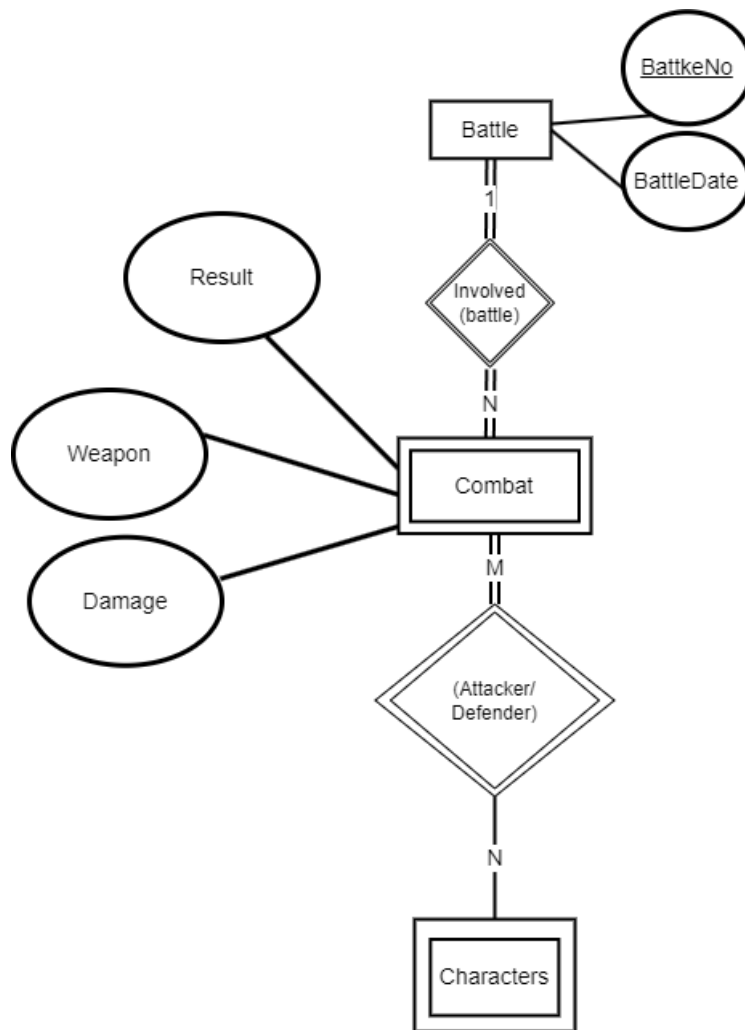 BattkeNo
Battle
BattleDate
1
Result
Involved
(battle)
N
Weapon
Combat
Damage
M
(Attacker/
Defender)
N
Characters